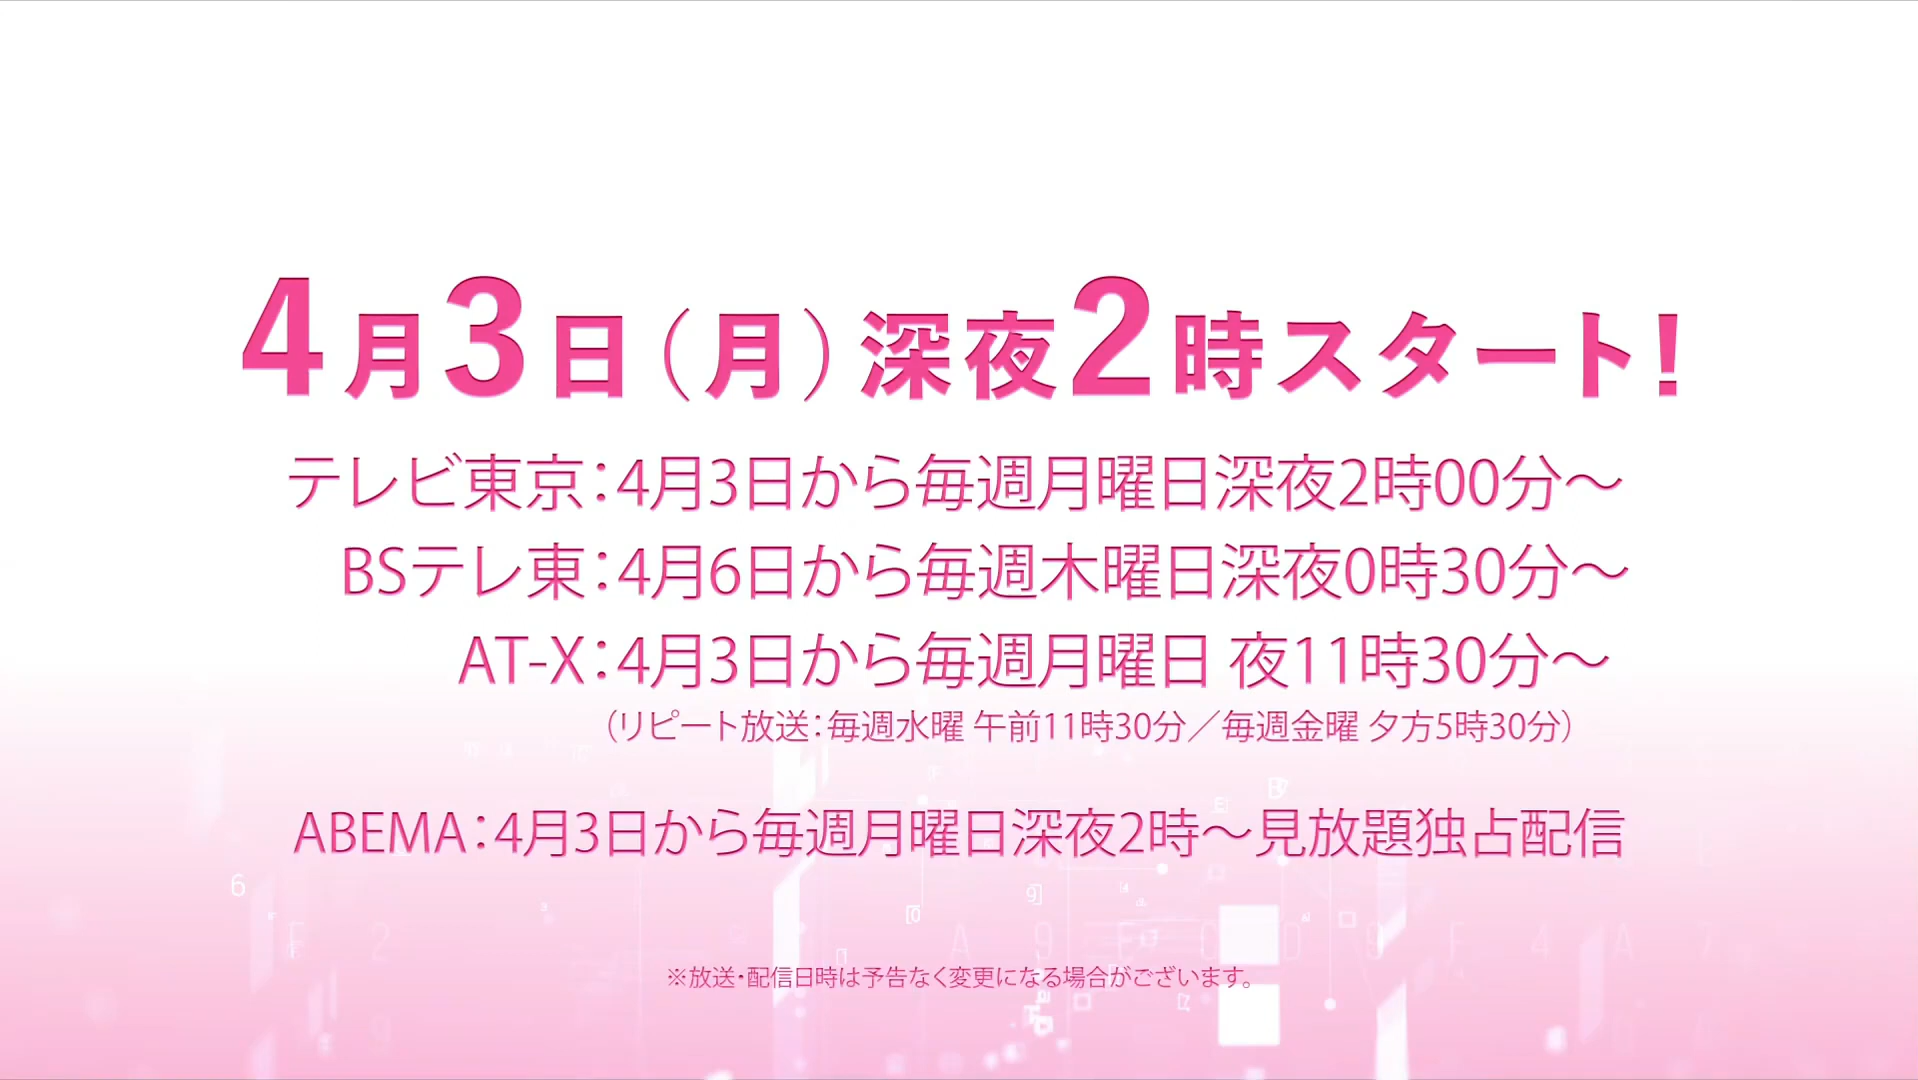 4月3日（月）深夜2時スタート！
テレビ東京：4月3日から毎週月曜日深夜2時00分～
BSテレ東：4月6日から毎週木曜日深夜0時30分～
AT-X：4月3日から毎週月曜日 夜11時30分～
（リピート放送：毎週水曜 午前11時30分／毎週金曜 夕方5時30分）
ABEMA：4月3日から毎週月曜日深夜2時～見放題独占配信
※放送・配信日時は予告なく変更になる場合がございます。